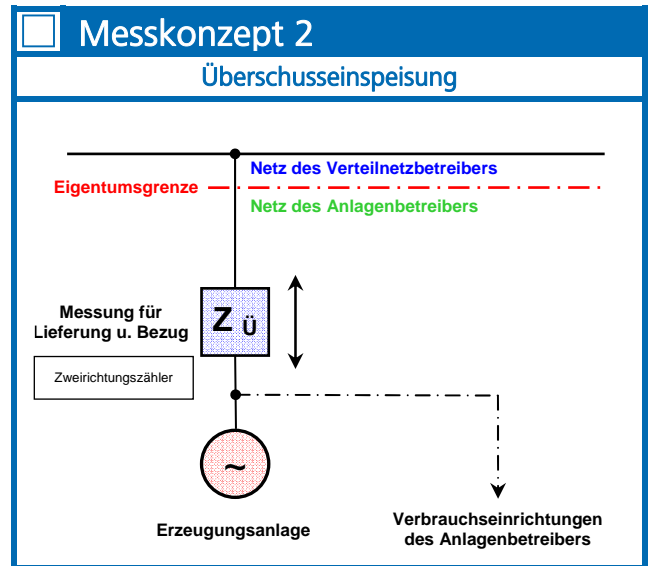 Messkonzept 2
Überschusseinspeisung
Netz des Verteilnetzbetreibers
Eigentumsgrenze
Netz des Anlagenbetreibers
Messung für
Lieferung u. Bezug
Z Ü
Zweirichtungszähler
~
Erzeugungsanlage
Verbrauchseinrichtungen
des Anlagenbetreibers